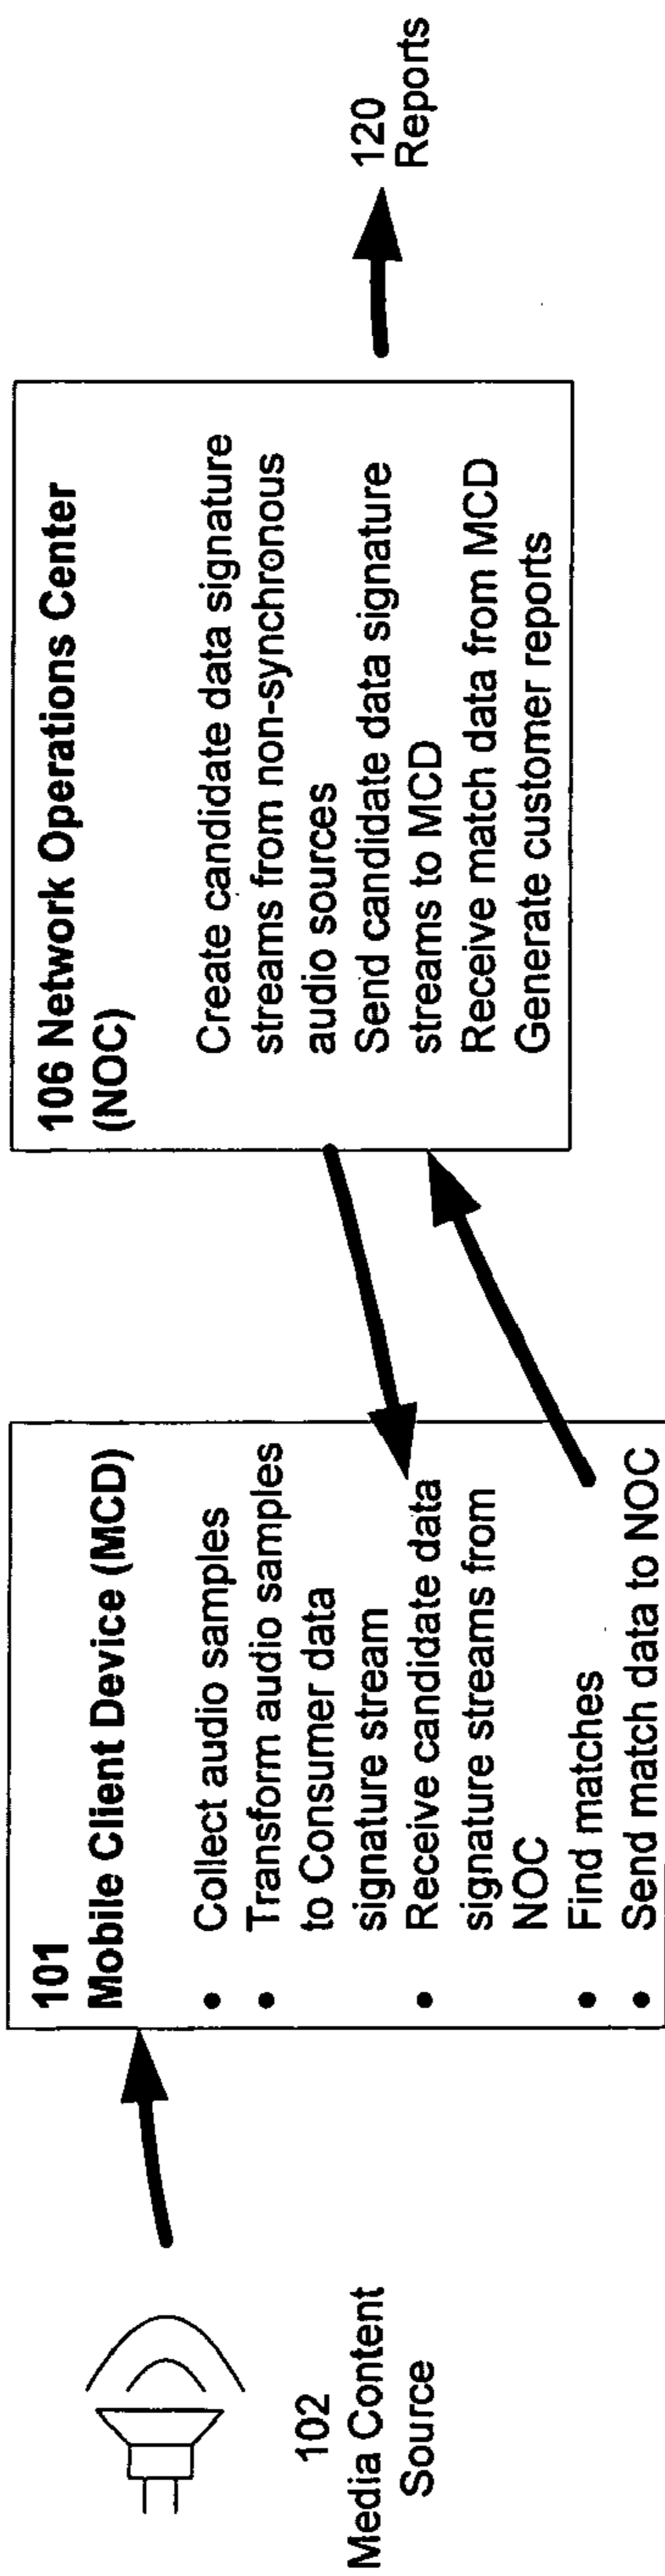 102
Media Content
Source
101
Mobile Client Device (MCD)
• Collect audio samples
• Transform audio samples
to Consumer data
signature stream
• Receive candidate data
signature streams from
NOC
• Find matches
• Send match data to NOC
106 Network Operations Center
(NOC)
Create candidate data signature
streams from non-synchronous
audio sources
Send candidate data signature
streams to MCD
Receive match data from MCD
Generate customer reports
120
Reports